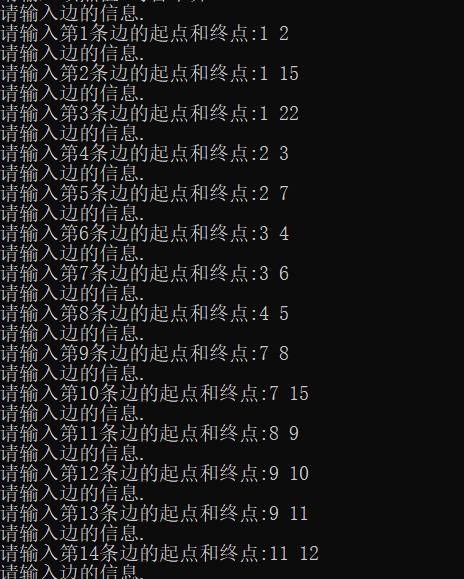 请输入边的信息.
请输入第1条边的起点和终点:1 2
请输入边的信息.
请输入第2条边的起点和终点:1 15
请输入边的信息.
请输入第3条边的起点和终点:1 22
请输入边的信息.
请输入第4条边的起点和终点:2 3
请输入边的信息.
请输入第5条边的起点和终点:2 7
请输入边的信息.
请输入第6条边的起点和终点:3 4
请输入边的信息.
请输入第7条边的起点和终点:3 6
请输入边的信息.
请输入第8条边的起点和终点:4 5
请输入边的信息.
请输入第9条边的起点和终点:7 8
请输入边的信息.
请输入第10条边的起点和终点:7 15
请输入边的信息.
请输入第11条边的起点和终点:8 9
请输入边的信息.
请输入第12条边的起点和终点:9 10
请输入边的信息.
请输入第13条边的起点和终点:9 11
请输入边的信息.
请输入第14条边的起点和终点:11 12
请输入边的信息.